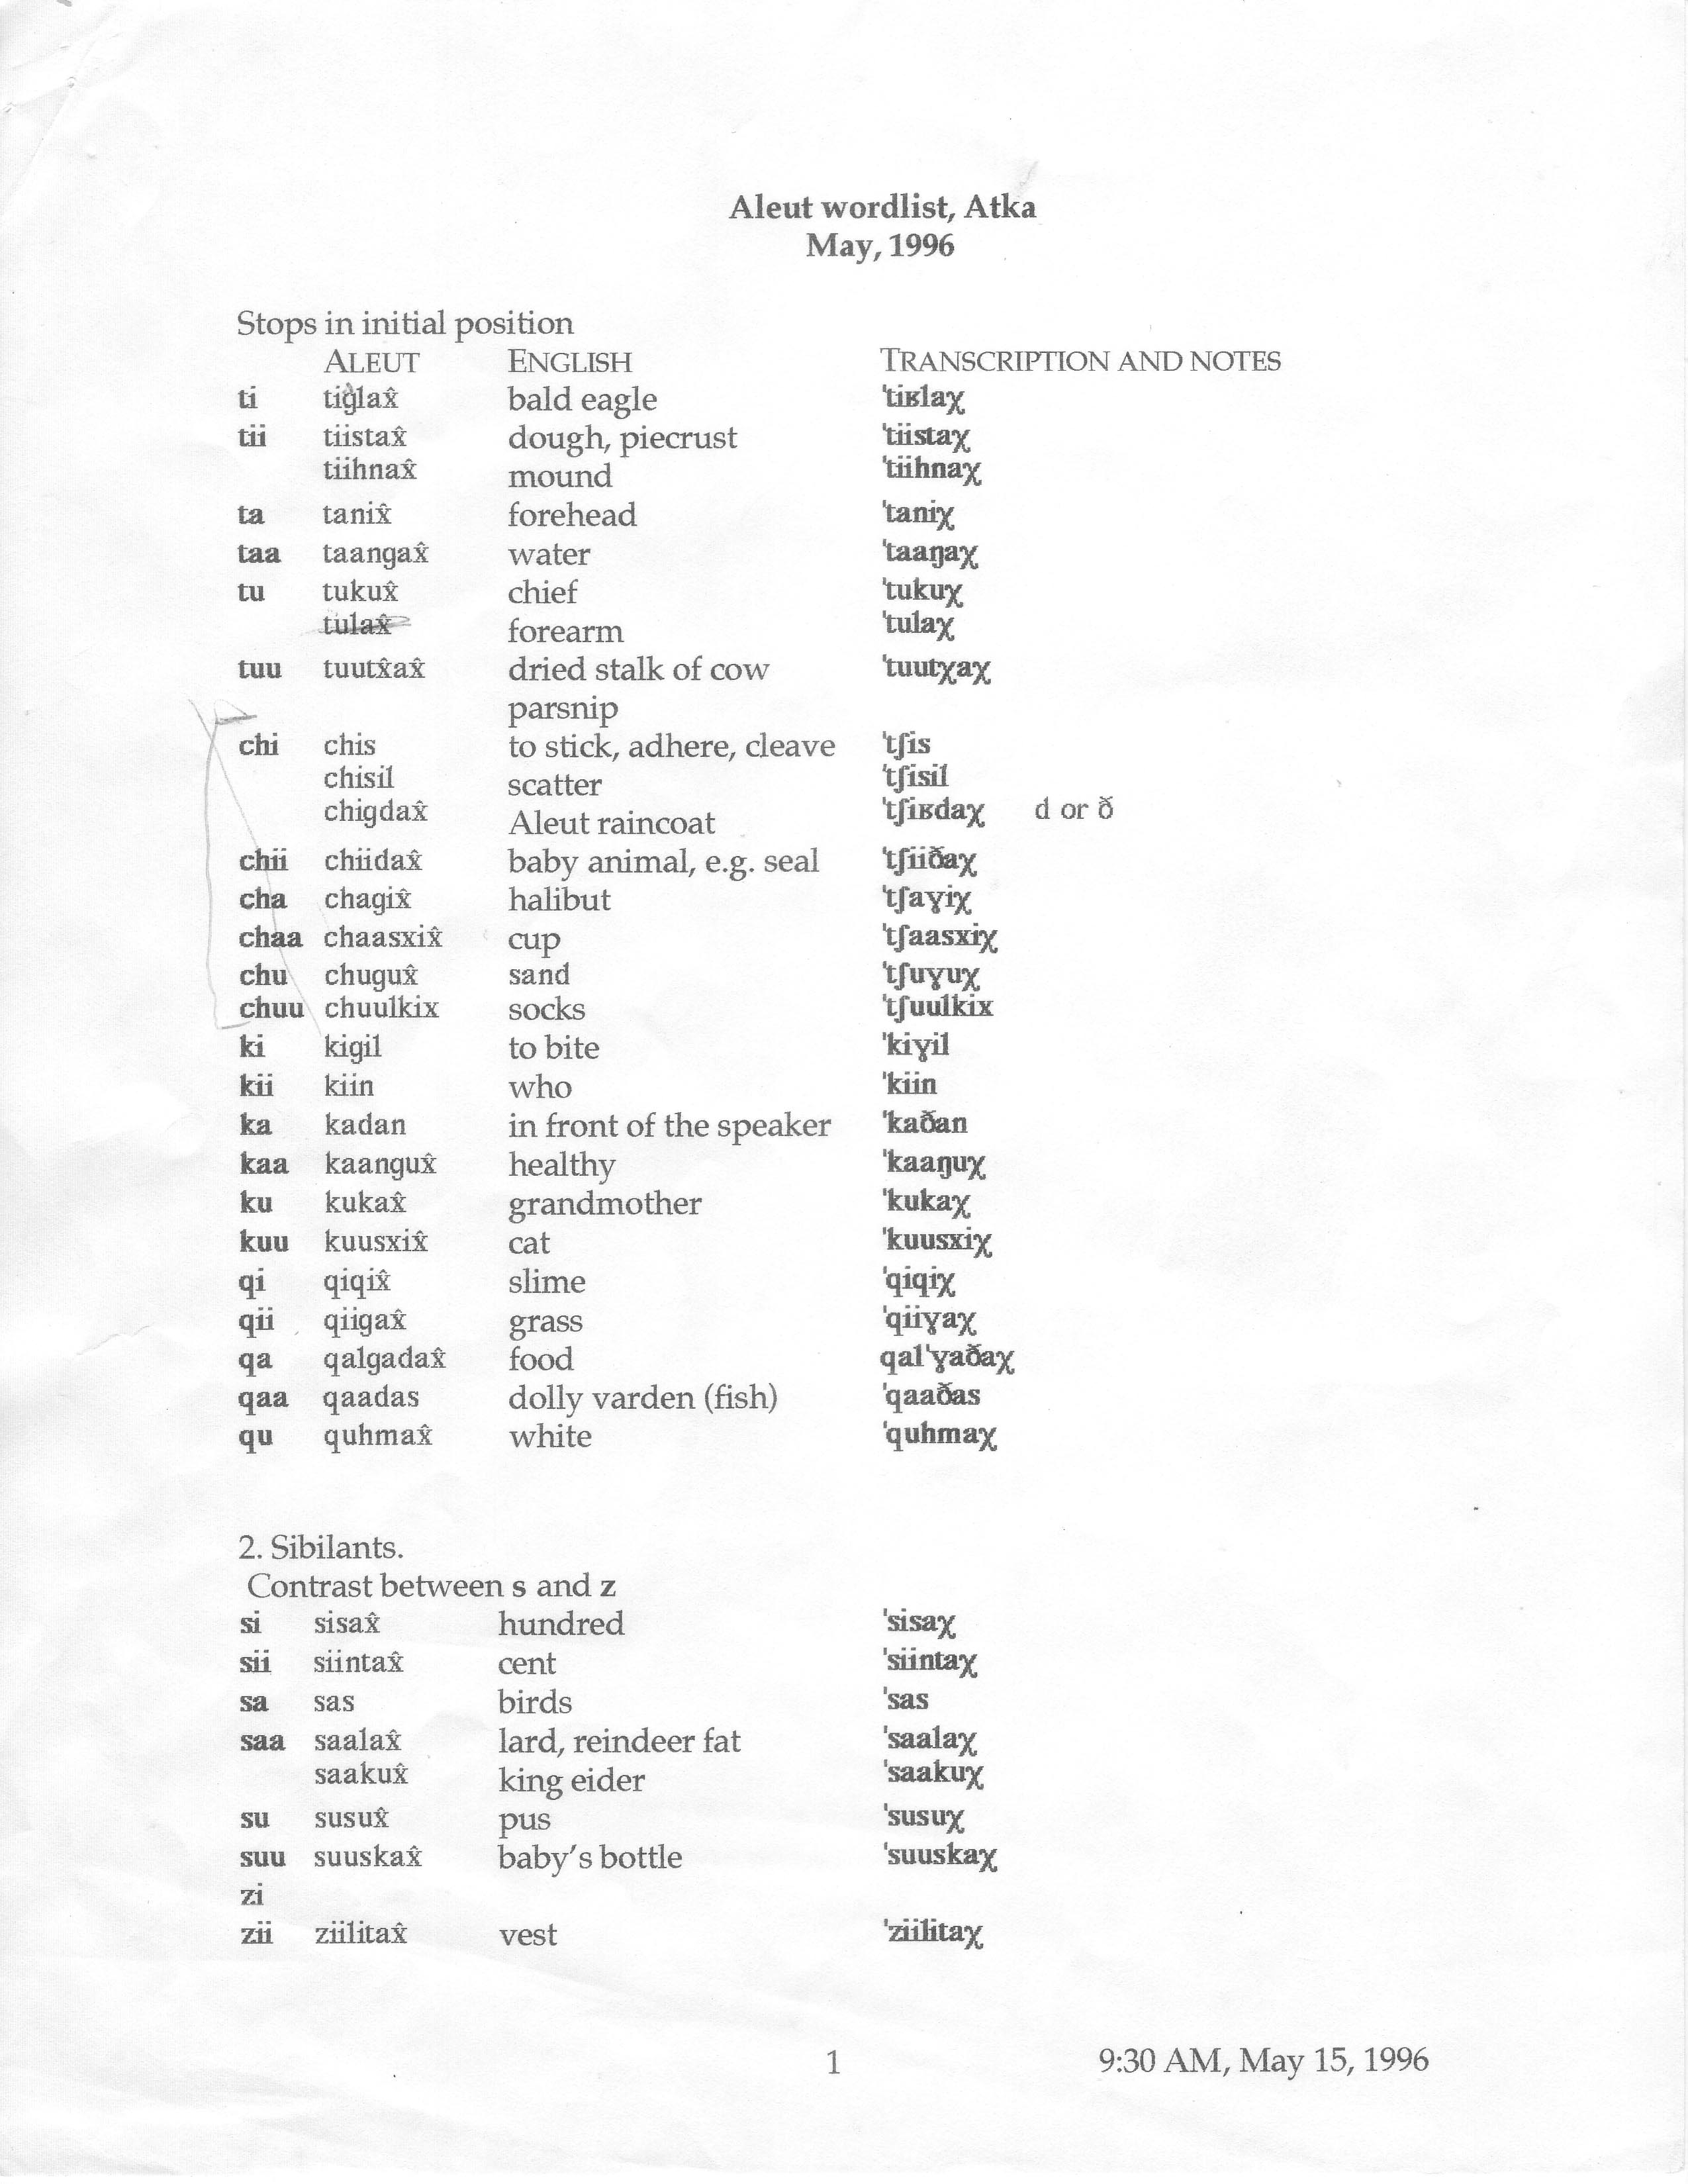 Aleut wordlist, Atka
May, 1996
Stops in initial position
ALEUT ENGLISH TRANSCRIPTION AND NOTES
ti tiĝlax̂ bald eagle ˈtiʁlaχ
tii tiistax̂ dough, piecrust ˈtiistaχ
tiihnax̂ mound ˈtiihnaχ
ta tanix̂ forehead ˈtaniχ
taa taangax̂ water ˈtaaŋaχ
tu tukux̂ chief ˈtukuχ
tulax̂ forearm ˈtulaχ
tuu tuutx̂ax̂ dried stalk of cow ˈtuutχaχ
parsnip
chi chis to stick, adhere, cleave ˈtʃis
chisil scatter ˈtʃisil
chigdax̂ Aleut raincoat ˈtʃiʁdaχ d or ð
chii chiidax̂ baby animal, e.g. seal ˈtʃiiðaχ
cha chagix̂ halibut ˈtʃaɣiχ
chaa chaasxix̂ cup ˈtʃaasxiχ
chu chugux̂ sand ˈtʃuɣuχ
chuu chuulkix socks ˈtʃuulkix
ki kigil to bite ˈkiɣil
kii kiin who ˈkiin
ka kadan in front of the speaker ˈkaðan
kaa kaangux̂ healthy ˈkaaŋuχ
ku kukax̂ grandmother ˈkukaχ
kuu kuusxix̂ cat ˈkuusxiχ
qi qiqix̂ slime ˈqiqiχ
qii qiigax̂ grass ˈqiiɣaχ
qa qalgadax̂ food qalˈɣaðaχ
qaa qaadas dolly varden (fish) ˈqaaðas
qu quhmax̂ white ˈquhmaχ
2. Sibilants.
Contrast between s and z
si sisax̂ hundred ˈsisaχ
sii siintax̂ cent ˈsiintaχ
sa sas birds ˈsas
saa saalax̂ lard, reindeer fat ˈsaalaχ
saakux̂ king eider ˈsaakuχ
su susux̂ pus ˈsusuχ
suu suuskax̂ baby's bottle ˈsuuskaχ
zi
zii ziilitax̂ vest ˈziilitaχ
1 9:30 AM, May 15, 1996